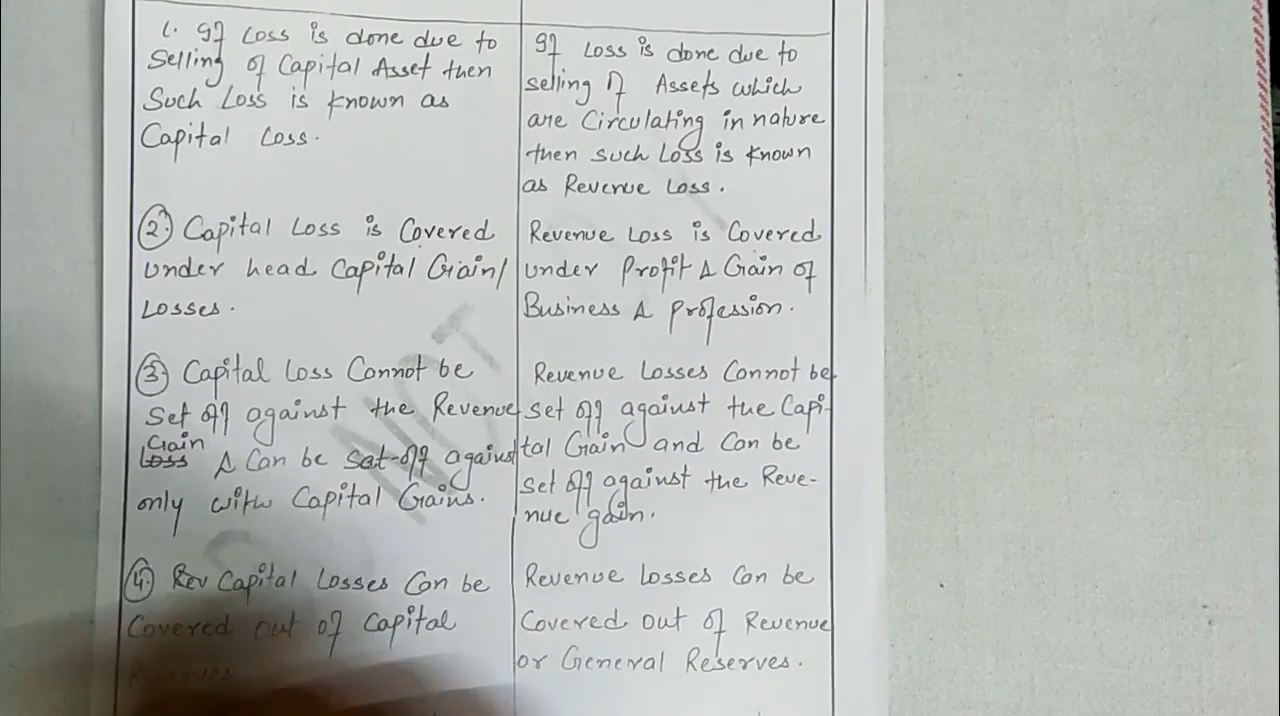 1. If Loss is done due to
Selling of Capital Asset then
Such Loss is known as
Capital Loss.
If Loss is done due to
selling of Assets which
are Circulating in nature
then such Loss is known
as Revenue Loss.
2. Capital Loss is Covered
under head Capital Gain/
Losses.
Revenue Loss is Covered
under Profit & Gain of
Business & Profession.
3. Capital Loss Cannot be
Set off against the Revenue
Gain
Loss & Can be Sat-off against
only with Capital Gains.
Revenue Losses Cannot be
set off against the Capi-
tal Gain and Can be
set off against the Reve-
nue gain.
4. Rev Capital Losses Can be
Covered out of Capital
Revenue Losses Can be
Covered out of Revenue
or General Reserves.
NOT